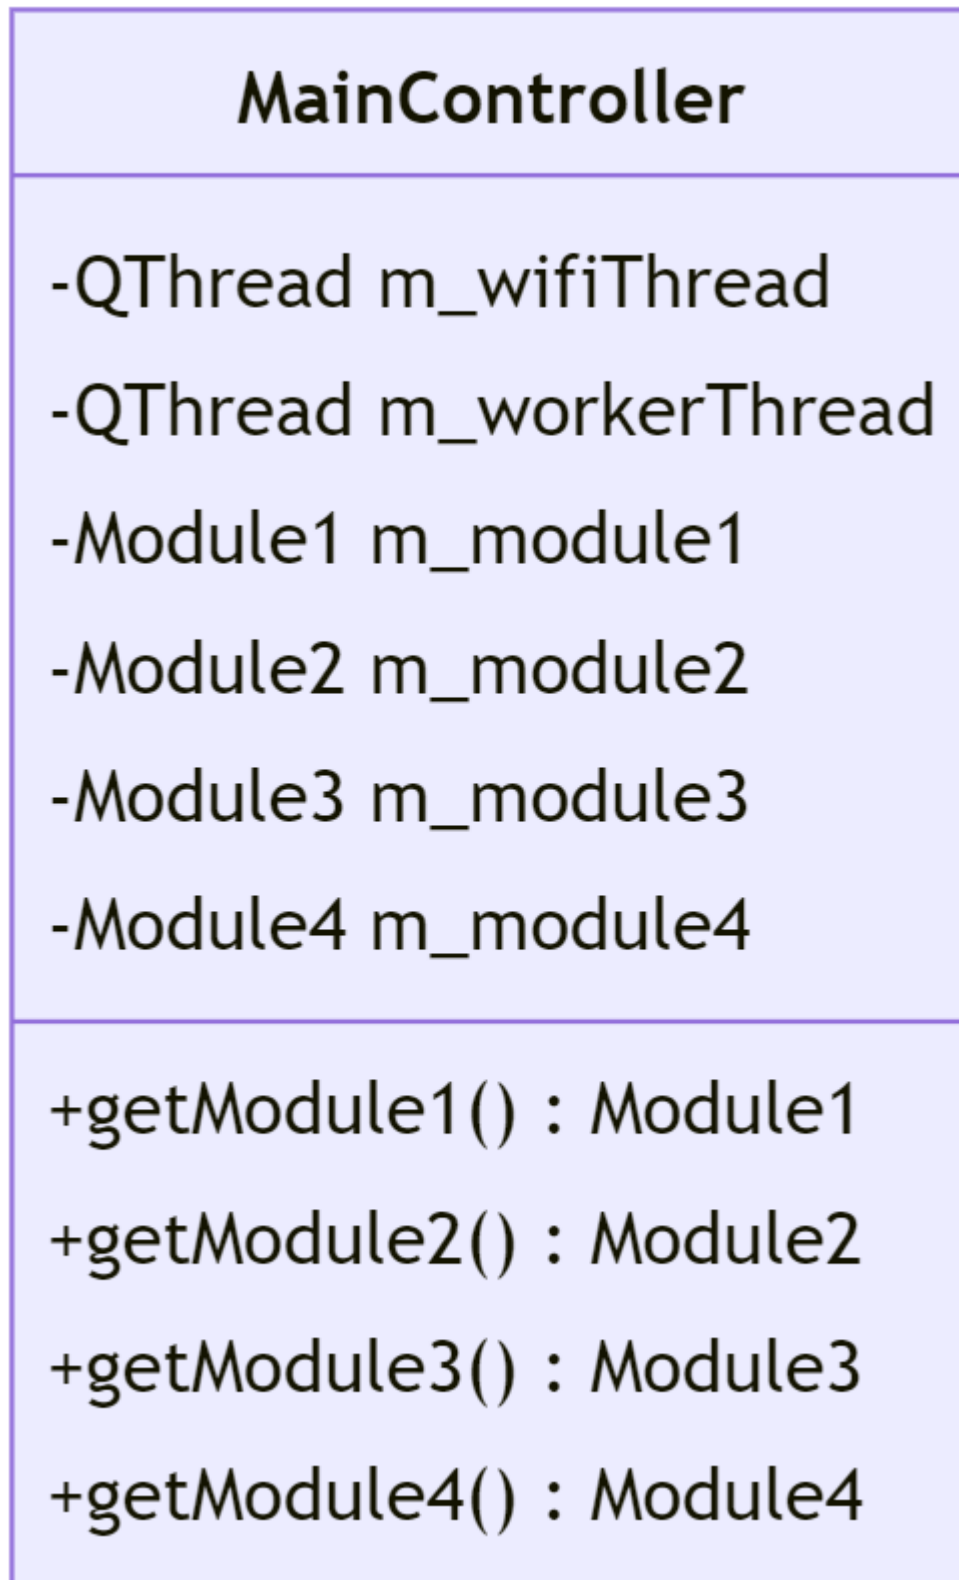 MainController
-QThread m_wifiThread
-QThread m_workerThread
-Module1 m_module1
-Module2 m_module2
-Module3 m_module3
-Module4 m_module4
+getModule1() : Module1
+getModule2() : Module2
+getModule3() : Module3
+getModule4() : Module4